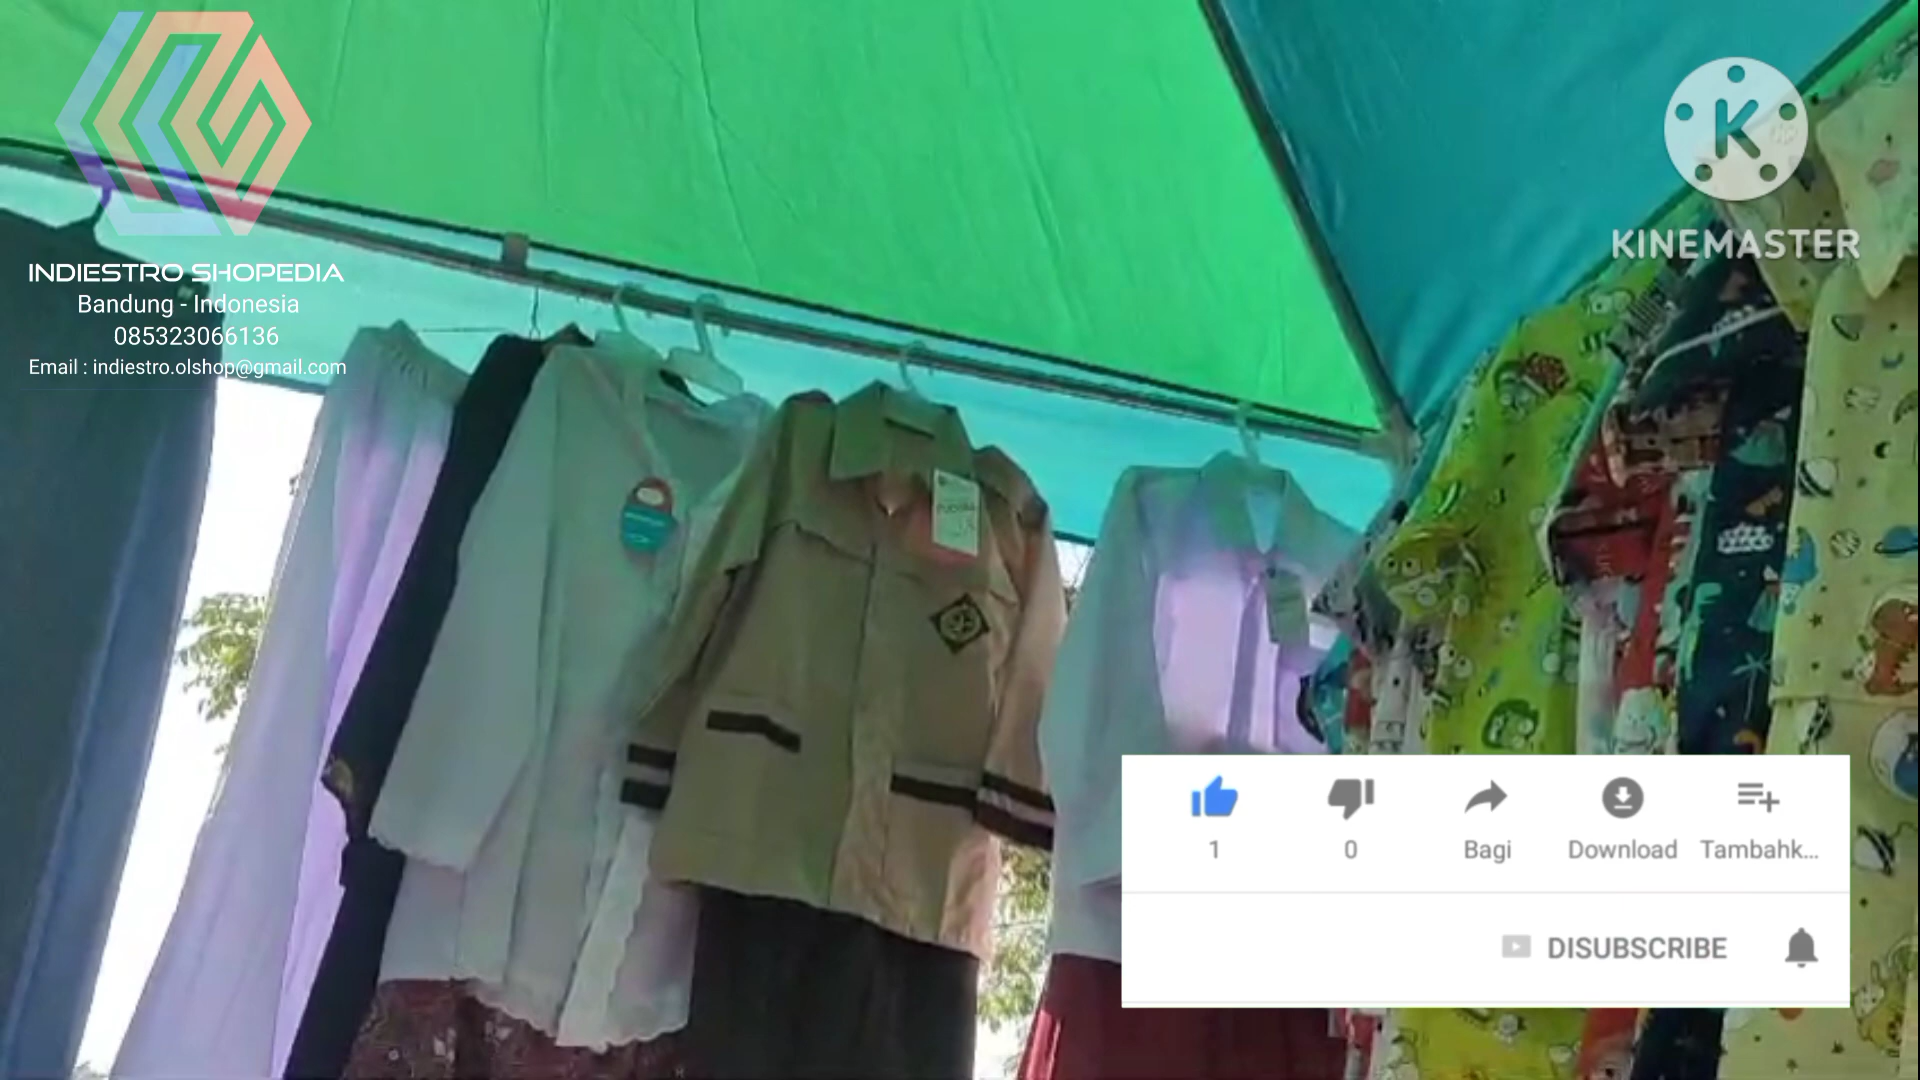 INDIESTRO SHOPEDIA
Bandung - Indonesia
085323066136
Email : indiestro.olshop@gmail.com
KINEMASTER
1
0
Bagi
Download
Tambahk...
DISUBSCRIBE